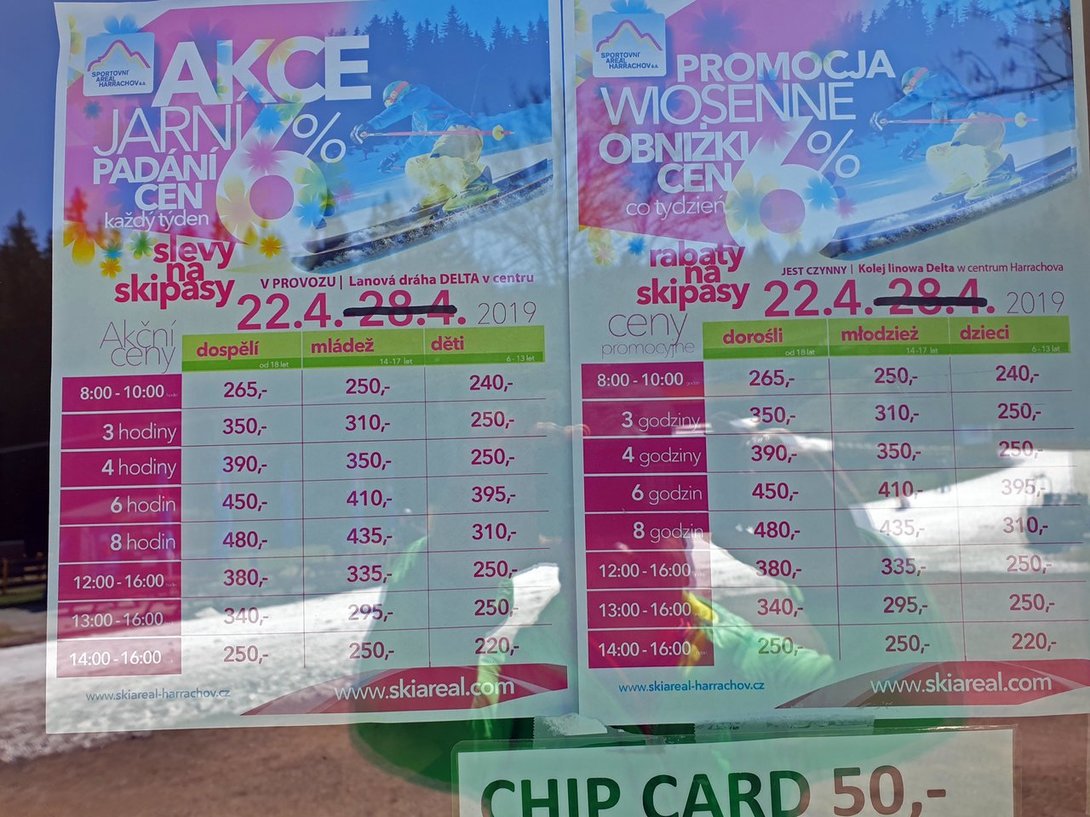 SPORTOVNÍ
AREÁL
HARRACHOV a.s.
AKCE
JARNÍ
PADÁNÍ
CEN
6%
každý týden
slevy
na
skipasy
V PROVOZU | Lanová dráha DELTA v centru
22.4. - 28.4. 2019
Akční
ceny
dospělí mládež děti
od 18 let 14-17 let 6 - 13 let
8:00 - 10:00 265,- 250,- 240,-
3 hodiny 350,- 310,- 250,-
4 hodiny 390,- 350,- 250,-
6 hodin 450,- 410,- 395,-
8 hodin 480,- 435,- 310,-
12:00 - 16:00 380,- 335,- 250,-
13:00 - 16:00 340,- 295,- 250,-
14:00 - 16:00 250,- 250,- 220,-
www.skiareal-harrachov.cz www.skiareal.com
SPORTOVNÍ
AREÁL
HARRACHOV a.s.
PROMOCJA
WIOSENNE
OBNIŻKI
CEN
6%
co tydzień
rabaty
na
skipasy
JEST CZYNNY | Kolej linowa Delta w centrum Harrachova
22.4. - 28.4. 2019
ceny
promocyjne
dorośli młodzież dzieci
od 18 let 14-17 let 6 - 13 let
8:00 - 10:00 265,- 250,- 240,-
3 godziny 350,- 310,- 250,-
4 godziny 390,- 350,- 250,-
6 godzin 450,- 410,- 395,-
8 godzin 480,- 435,- 310,-
12:00 - 16:00 380,- 335,- 250,-
13:00 - 16:00 340,- 295,- 250,-
14:00 - 16:00 250,- 250,- 220,-
www.skiareal-harrachov.cz www.skiareal.com
CHIP CARD 50,-